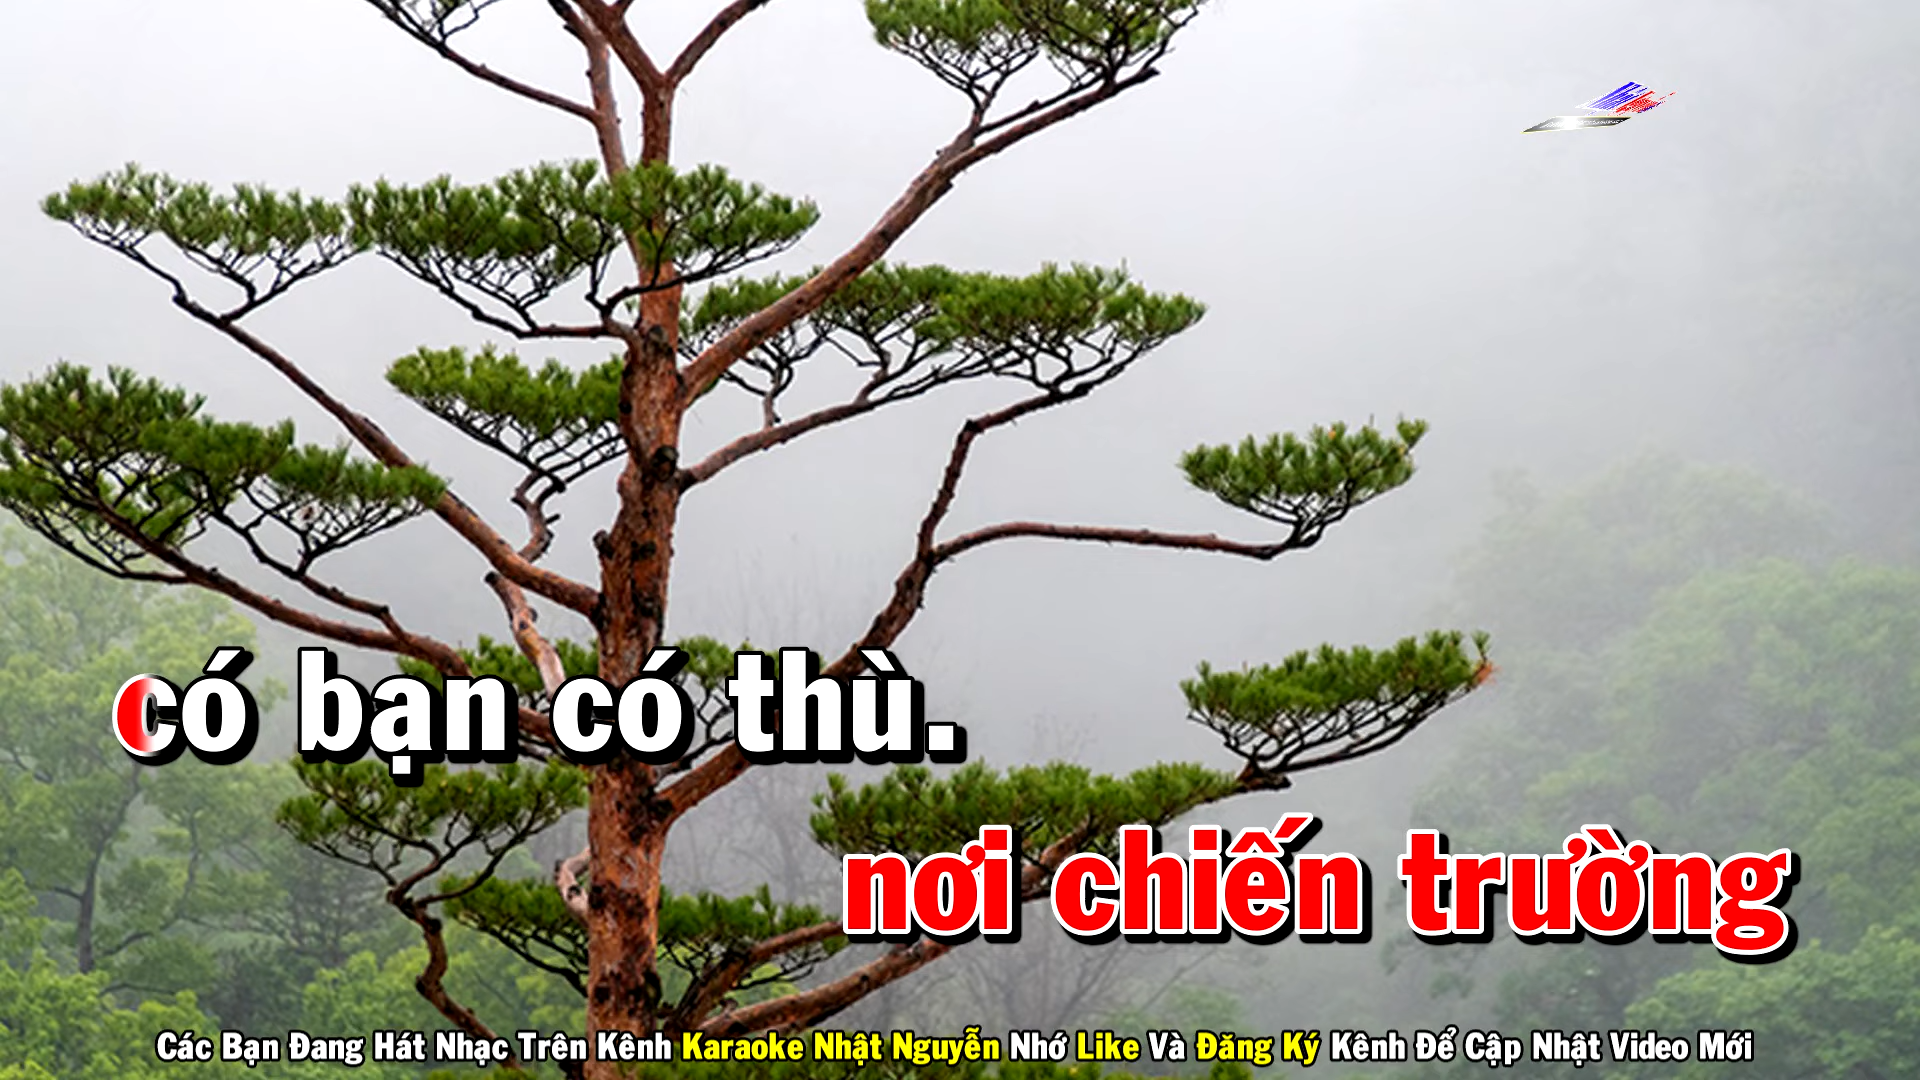 có bạn có thù.
nơi chiến trường
Các Bạn Đang Hát Nhạc Trên Kênh Karaoke Nhật Nguyễn Nhớ Like Và Đăng Ký Kênh Để Cập Nhật Video Mới